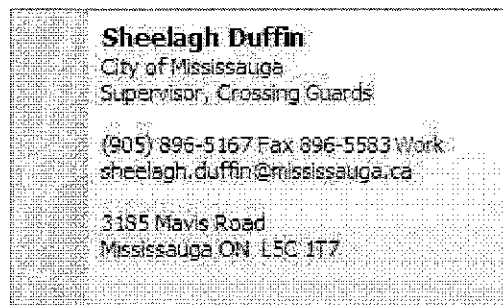 Sheelagh Duffin
City of Mississauga
Supervisor, Crossing Guards
(905) 896-5167 Fax 896-5583 Work
sheelagh.duffin@mississauga.ca
3185 Mavis Road
Mississauga ON L5C 1T7